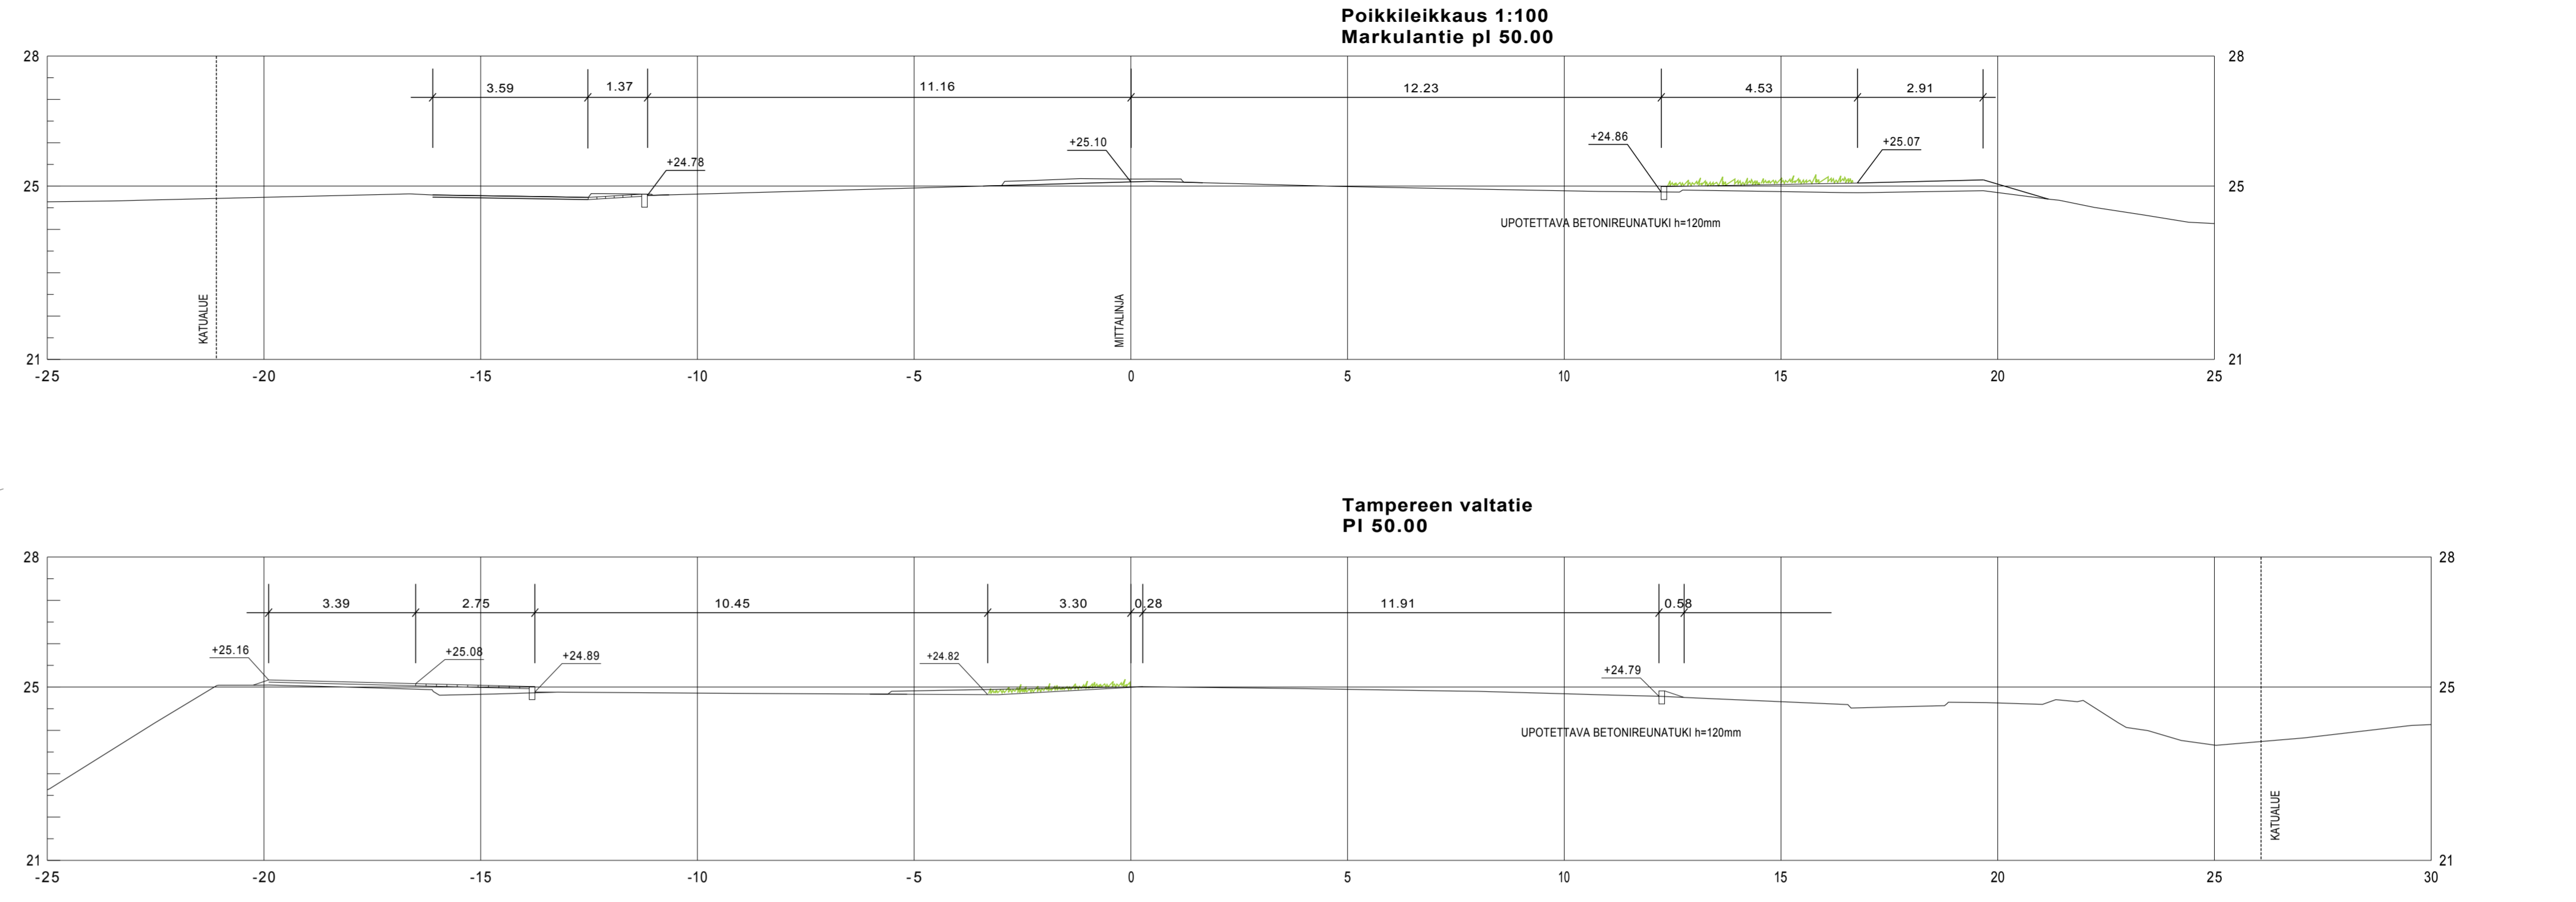 Poikkileikkaus 1:100
Markulantie pl 50.00
28 28
3.59 1.37 11.16 12.23 4.53 2.91
+24.78 +25.10 +24.86 +25.07
25 25
UPOTETTAVA BETONIREUNATUKI h=120mm
KATUALUE
MITTALINJA
21 21
-25 -20 -15 -10 -5 0 5 10 15 20 25
Tampereen valtatie
Pl 50.00
28 28
3.39 2.75 10.45 3.30 0.28 11.91 0.58
+25.16 +25.08 +24.89 +24.82 +24.79
25 25
UPOTETTAVA BETONIREUNATUKI h=120mm
KATUALUE
21 21
-25 -20 -15 -10 -5 0 5 10 15 20 25 30